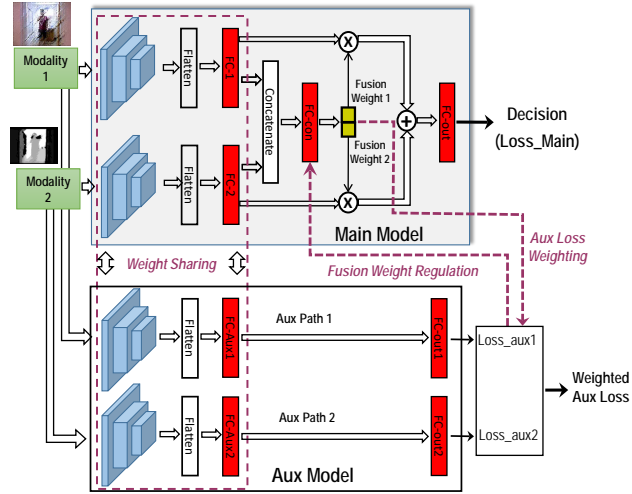 Modality
1
Flatten
FC-1
Concatenate
FC-con
Fusion
Weight 1
Fusion
Weight 2
FC-out
Decision
(Loss_Main)
Modality
2
Flatten
FC-2
Main Model
Weight Sharing
Fusion Weight Regulation
Aux Loss
Weighting
Flatten
FC-Aux1
Aux Path 1
FC-out1
Loss_aux1
Weighted
Aux Loss
Flatten
FC-Aux2
Aux Path 2
FC-out2
Loss_aux2
Aux Model